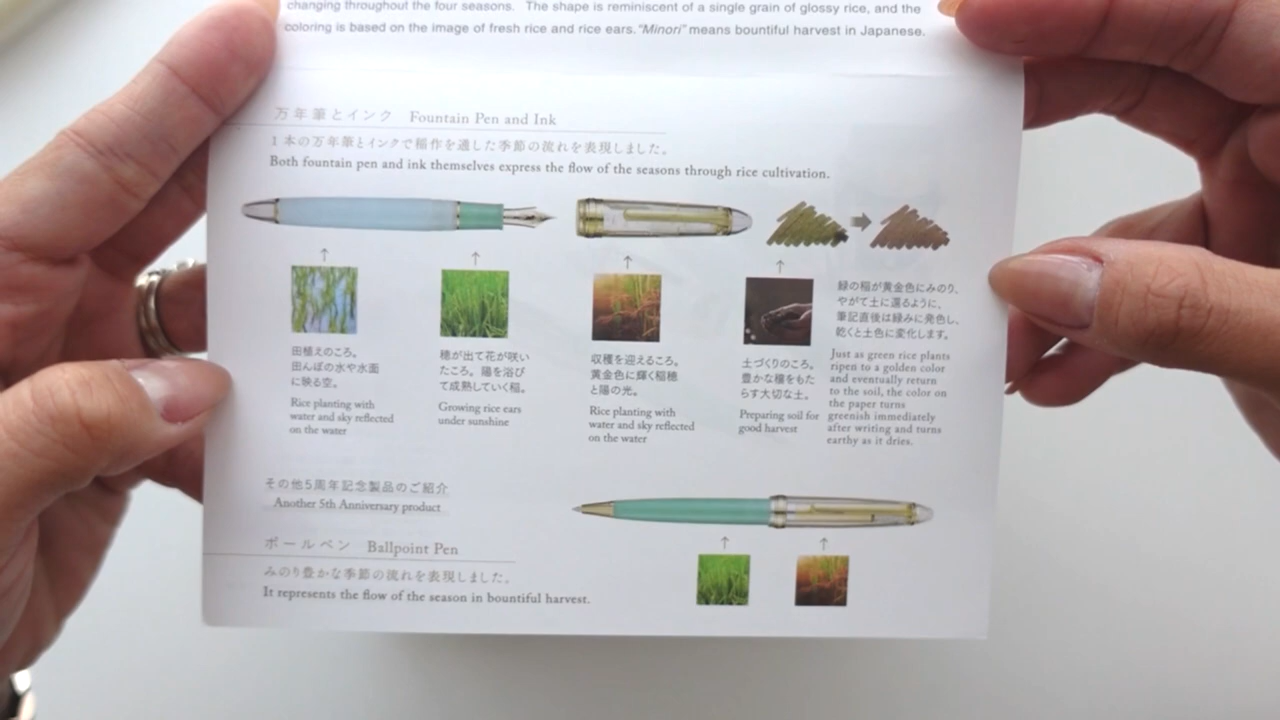 changing throughout the four seasons. The shape is reminiscent of a single grain of glossy rice, and the
coloring is based on the image of fresh rice and rice ears. "Minori" means bountiful harvest in Japanese.
万年筆とインク Fountain Pen and Ink
1本の万年筆とインクで稲作を通した季節の流れを表現しました。
Both fountain pen and ink themselves express the flow of the seasons through rice cultivation.
田植えのころ。
田んぼの水や水面
に映る空。
Rice planting with
water and sky reflected
on the water
穂が出て花が咲い
たころ。陽を浴び
て成熟していく稲。
Growing rice ears
under sunshine
収穫を迎えるころ。
黄金色に輝く稲穂
と陽の光。
Rice planting with
water and sky reflected
on the water
土づくりのころ。
豊かな穣をもた
らす大切な土。
Preparing soil for
good harvest
緑の稲が黄金色にみのり、
やがて土に還るように、
筆記直後は緑みに発色し、
乾くと土色に変化します。
Just as green rice plants
ripen to a golden color
and eventually return
to the soil, the color on
the paper turns
greenish immediately
after writing and turns
earthy as it dries.
その他5周年記念製品のご紹介
Another 5th Anniversary product
ボールペン Ballpoint Pen
みのり豊かな季節の流れを表現しました。
It represents the flow of the season in bountiful harvest.